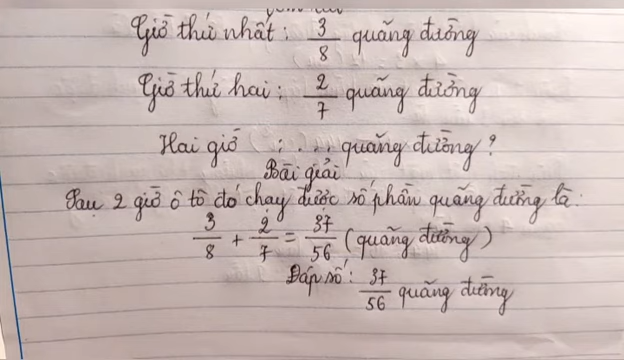 Tóm tắt
Giờ thứ nhất : 3/8 quãng đường
Giờ thứ hai : 2/7 quãng đường
Hai giờ : ... quãng đường ?
Bài giải
Sau 2 giờ ô tô đó chạy được số phần quãng đường là :
3/8 + 2/7 = 37/56 (quãng đường)
Đáp số : 37/56 quãng đường